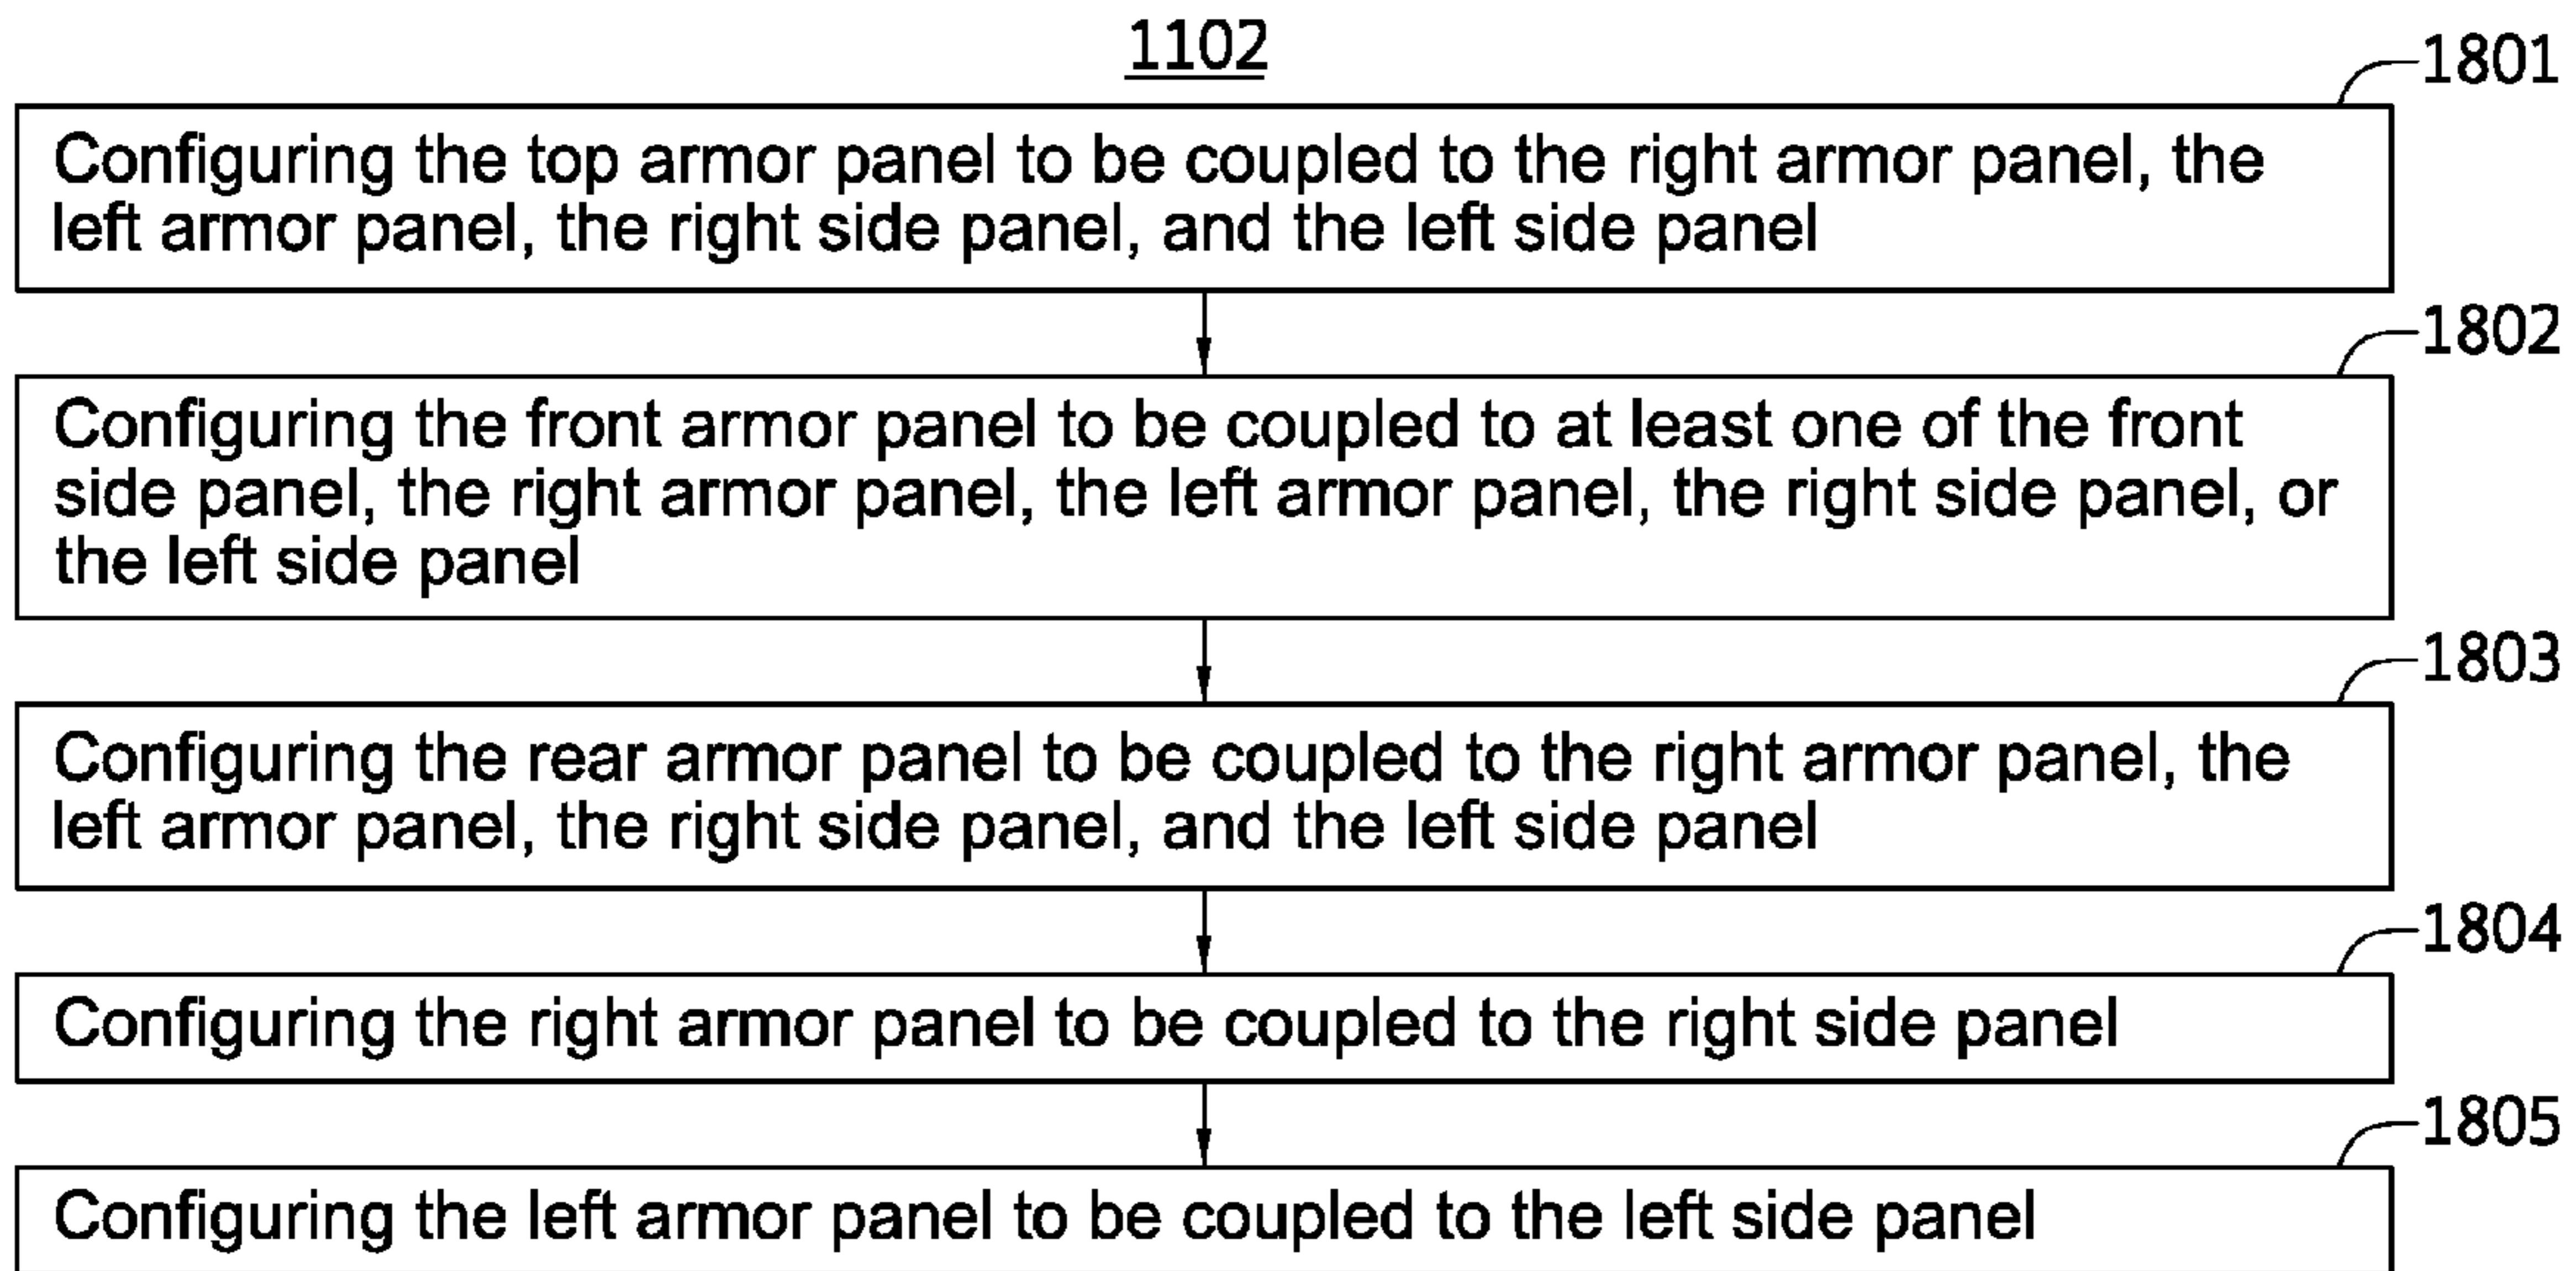 1102
1801
Configuring the top armor panel to be coupled to the right armor panel, the
left armor panel, the right side panel, and the left side panel
1802
Configuring the front armor panel to be coupled to at least one of the front
side panel, the right armor panel, the left armor panel, the right side panel, or
the left side panel
1803
Configuring the rear armor panel to be coupled to the right armor panel, the
left armor panel, the right side panel, and the left side panel
1804
Configuring the right armor panel to be coupled to the right side panel
1805
Configuring the left armor panel to be coupled to the left side panel